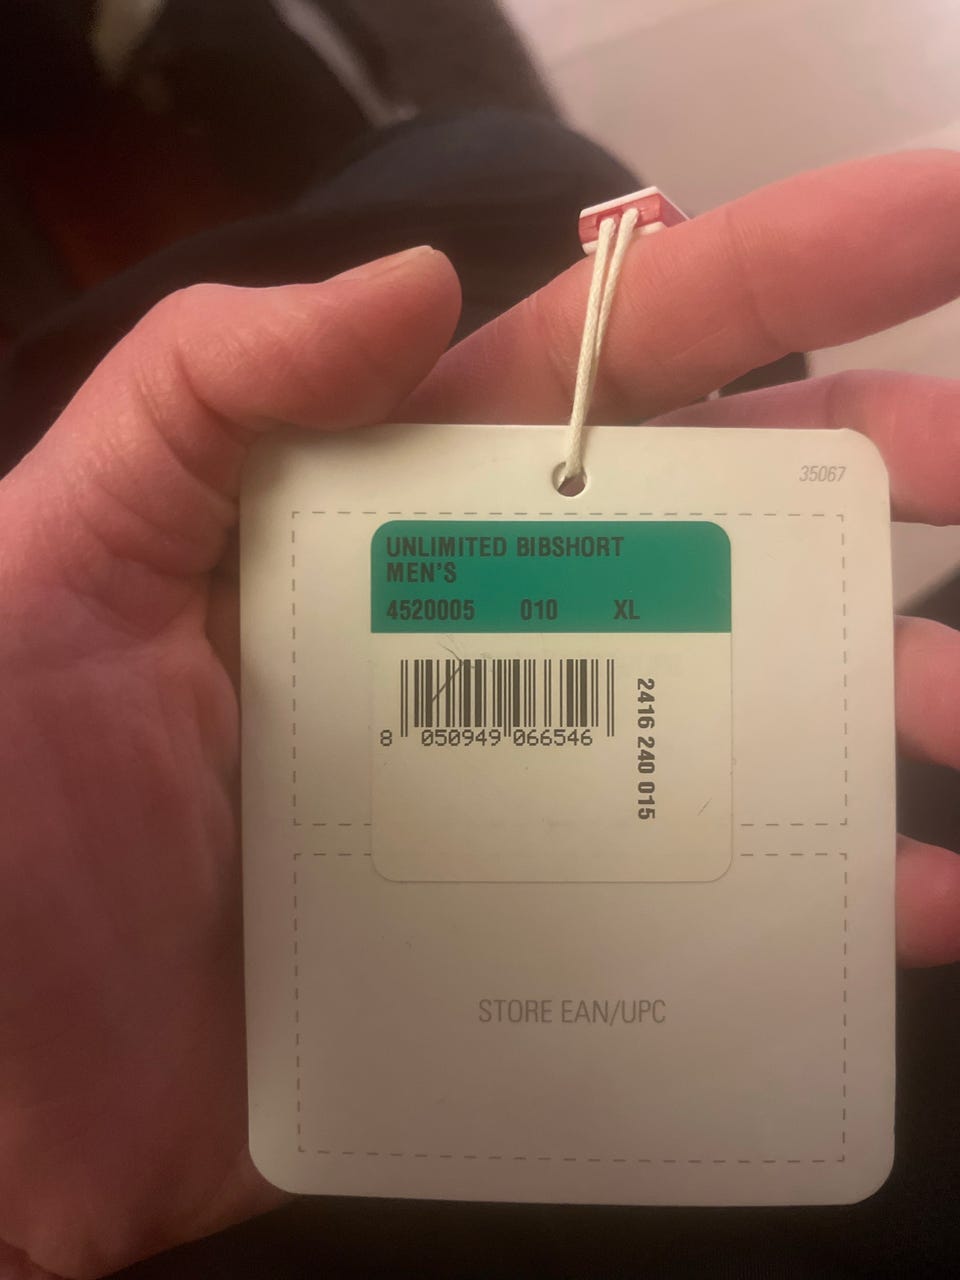 35067
UNLIMITED BIBSHORT
MEN'S
4520005 010 XL
8 050949 066546
2416 240 015
STORE EAN/UPC